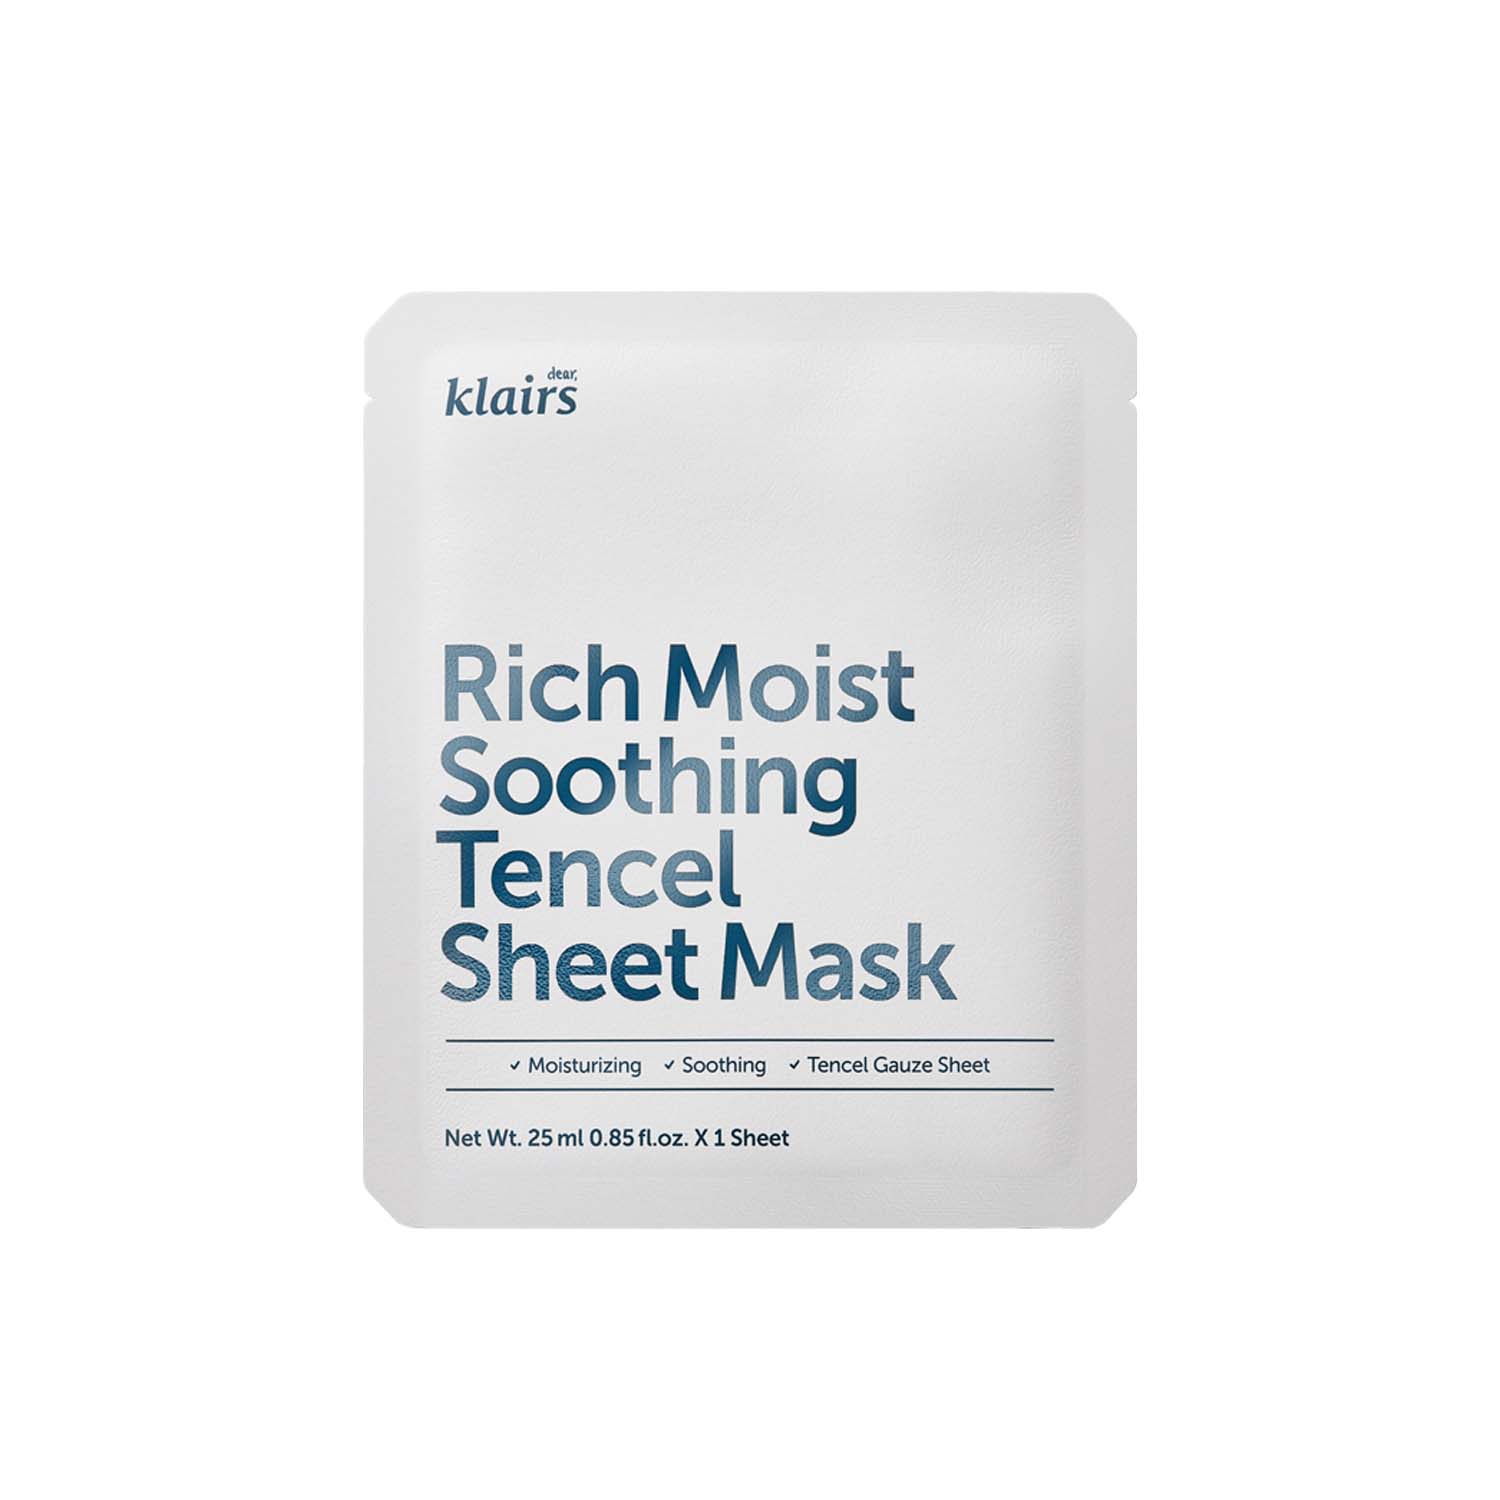 dear,
klairs
Rich Moist
Soothing
Tencel
Sheet Mask
✓ Moisturizing ✓ Soothing ✓ Tencel Gauze Sheet
Net Wt. 25 ml 0.85 fl.oz. X 1 Sheet